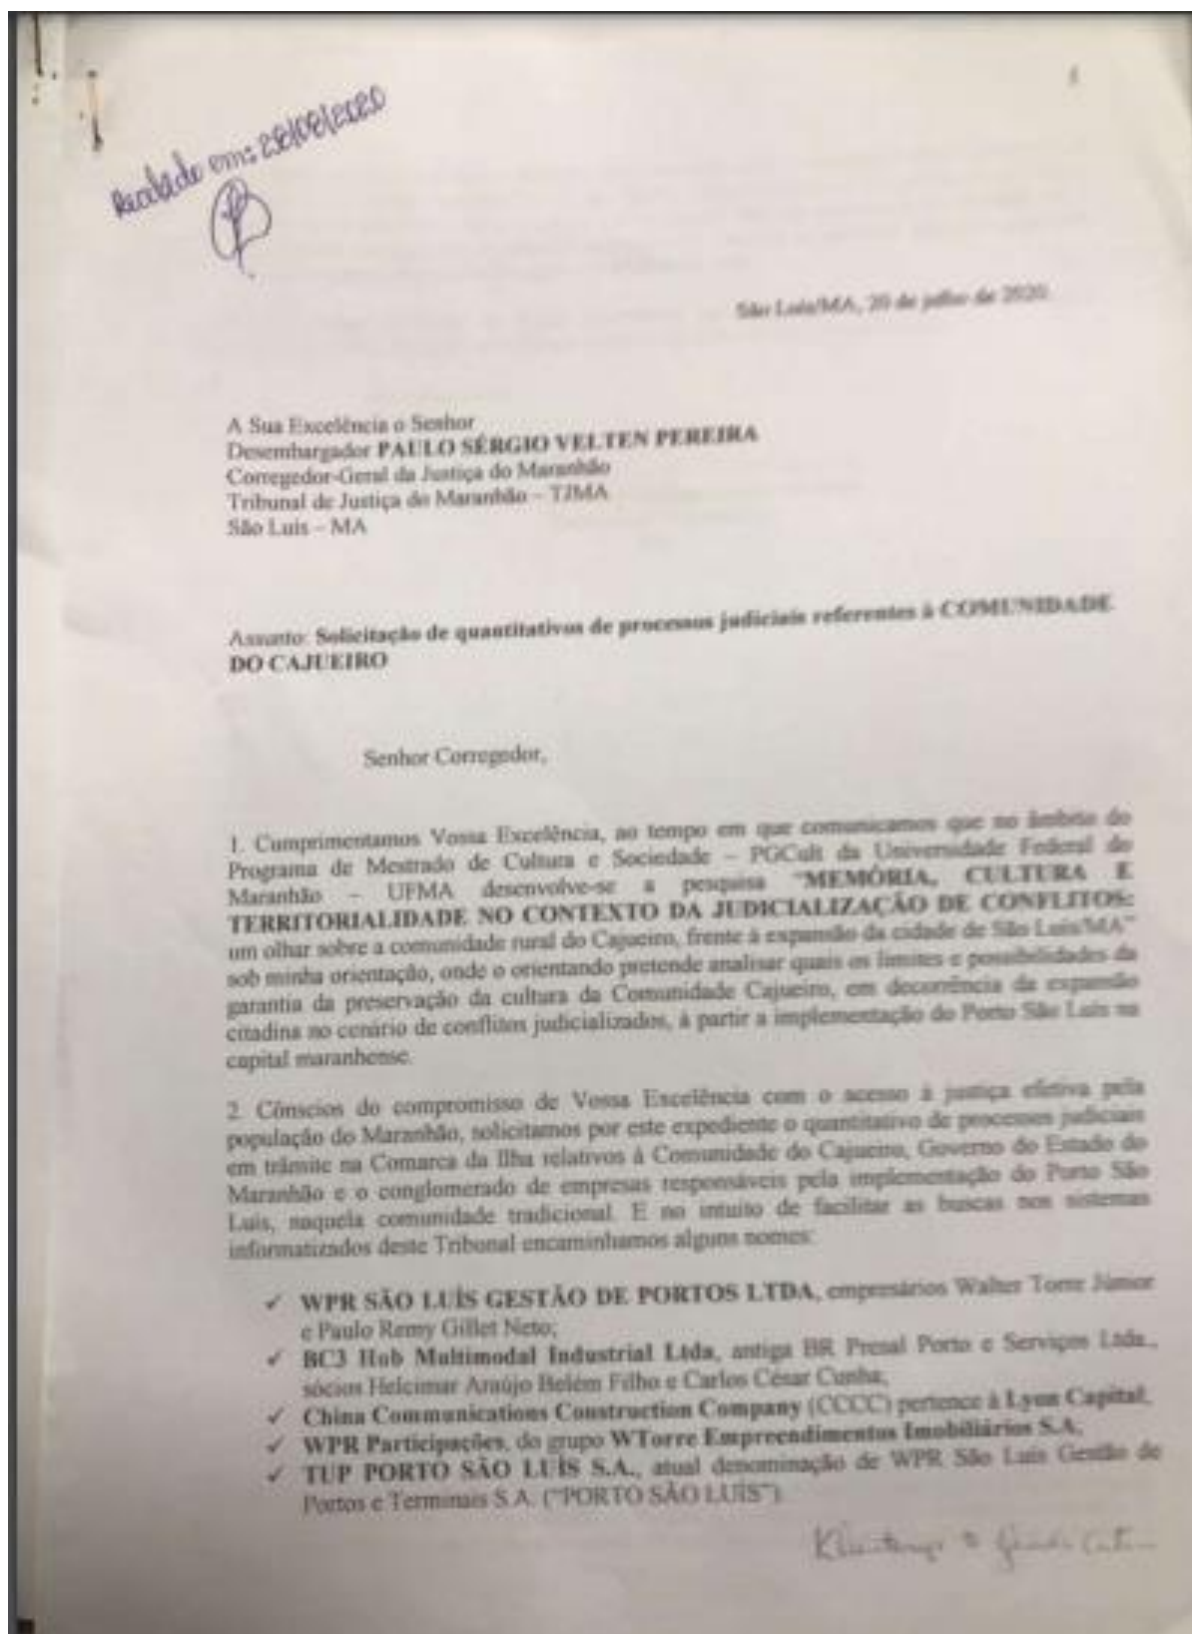 1
Recebido em: 28/08/2020
São Luís/MA, 20 de julho de 2020.
A Sua Excelência o Senhor
Desembargador PAULO SÉRGIO VELTEN PEREIRA
Corregedor-Geral da Justiça do Maranhão
Tribunal de Justiça do Maranhão – TJMA
São Luis – MA
Assunto: Solicitação de quantitativos de processos judiciais referentes à COMUNIDADE
DO CAJUEIRO
Senhor Corregedor,
1. Cumprimentamos Vossa Excelência, ao tempo em que comunicamos que no âmbito do
Programa de Mestrado de Cultura e Sociedade – PGCult da Universidade Federal do
Maranhão – UFMA desenvolve-se a pesquisa "MEMÓRIA, CULTURA E
TERRITORIALIDADE NO CONTEXTO DA JUDICIALIZAÇÃO DE CONFLITOS:
um olhar sobre a comunidade rural do Cajueiro, frente à expansão da cidade de São Luis/MA"
sob minha orientação, onde o orientando pretende analisar quais os limites e possibilidades da
garantia da preservação da cultura da Comunidade Cajueiro, em decorrência da expansão
citadina no cenário de conflitos judicializados, à partir a implementação do Porto São Luis na
capital maranhense.
2. Cônscios do compromisso de Vossa Excelência com o acesso à justiça efetiva pela
população do Maranhão, solicitamos por este expediente o quantitativo de processos judiciais
em trâmite na Comarca da Ilha relativos à Comunidade do Cajueiro, Governo do Estado do
Maranhão e o conglomerado de empresas responsáveis pela implementação do Porto São
Luis, naquela comunidade tradicional. E no intuito de facilitar as buscas nos sistemas
informatizados deste Tribunal encaminhamos alguns nomes:
✓ WPR SÃO LUÍS GESTÃO DE PORTOS LTDA, empresários Walter Torre Júnior
e Paulo Remy Gillet Neto;
✓ BC3 Hub Multimodal Industrial Ltda, antiga BR Presal Porto e Serviços Ltda.,
sócios Helcimar Araújo Belém Filho e Carlos César Cunha;
✓ China Communications Construction Company (CCCC) pertence à Lyon Capital,
✓ WPR Participações, do grupo WTorre Empreendimentos Imobiliários S.A,
✓ TUP PORTO SÃO LUÍS S.A., atual denominação de WPR São Luis Gestão de
Portos e Terminais S.A. ("PORTO SÃO LUÍS").